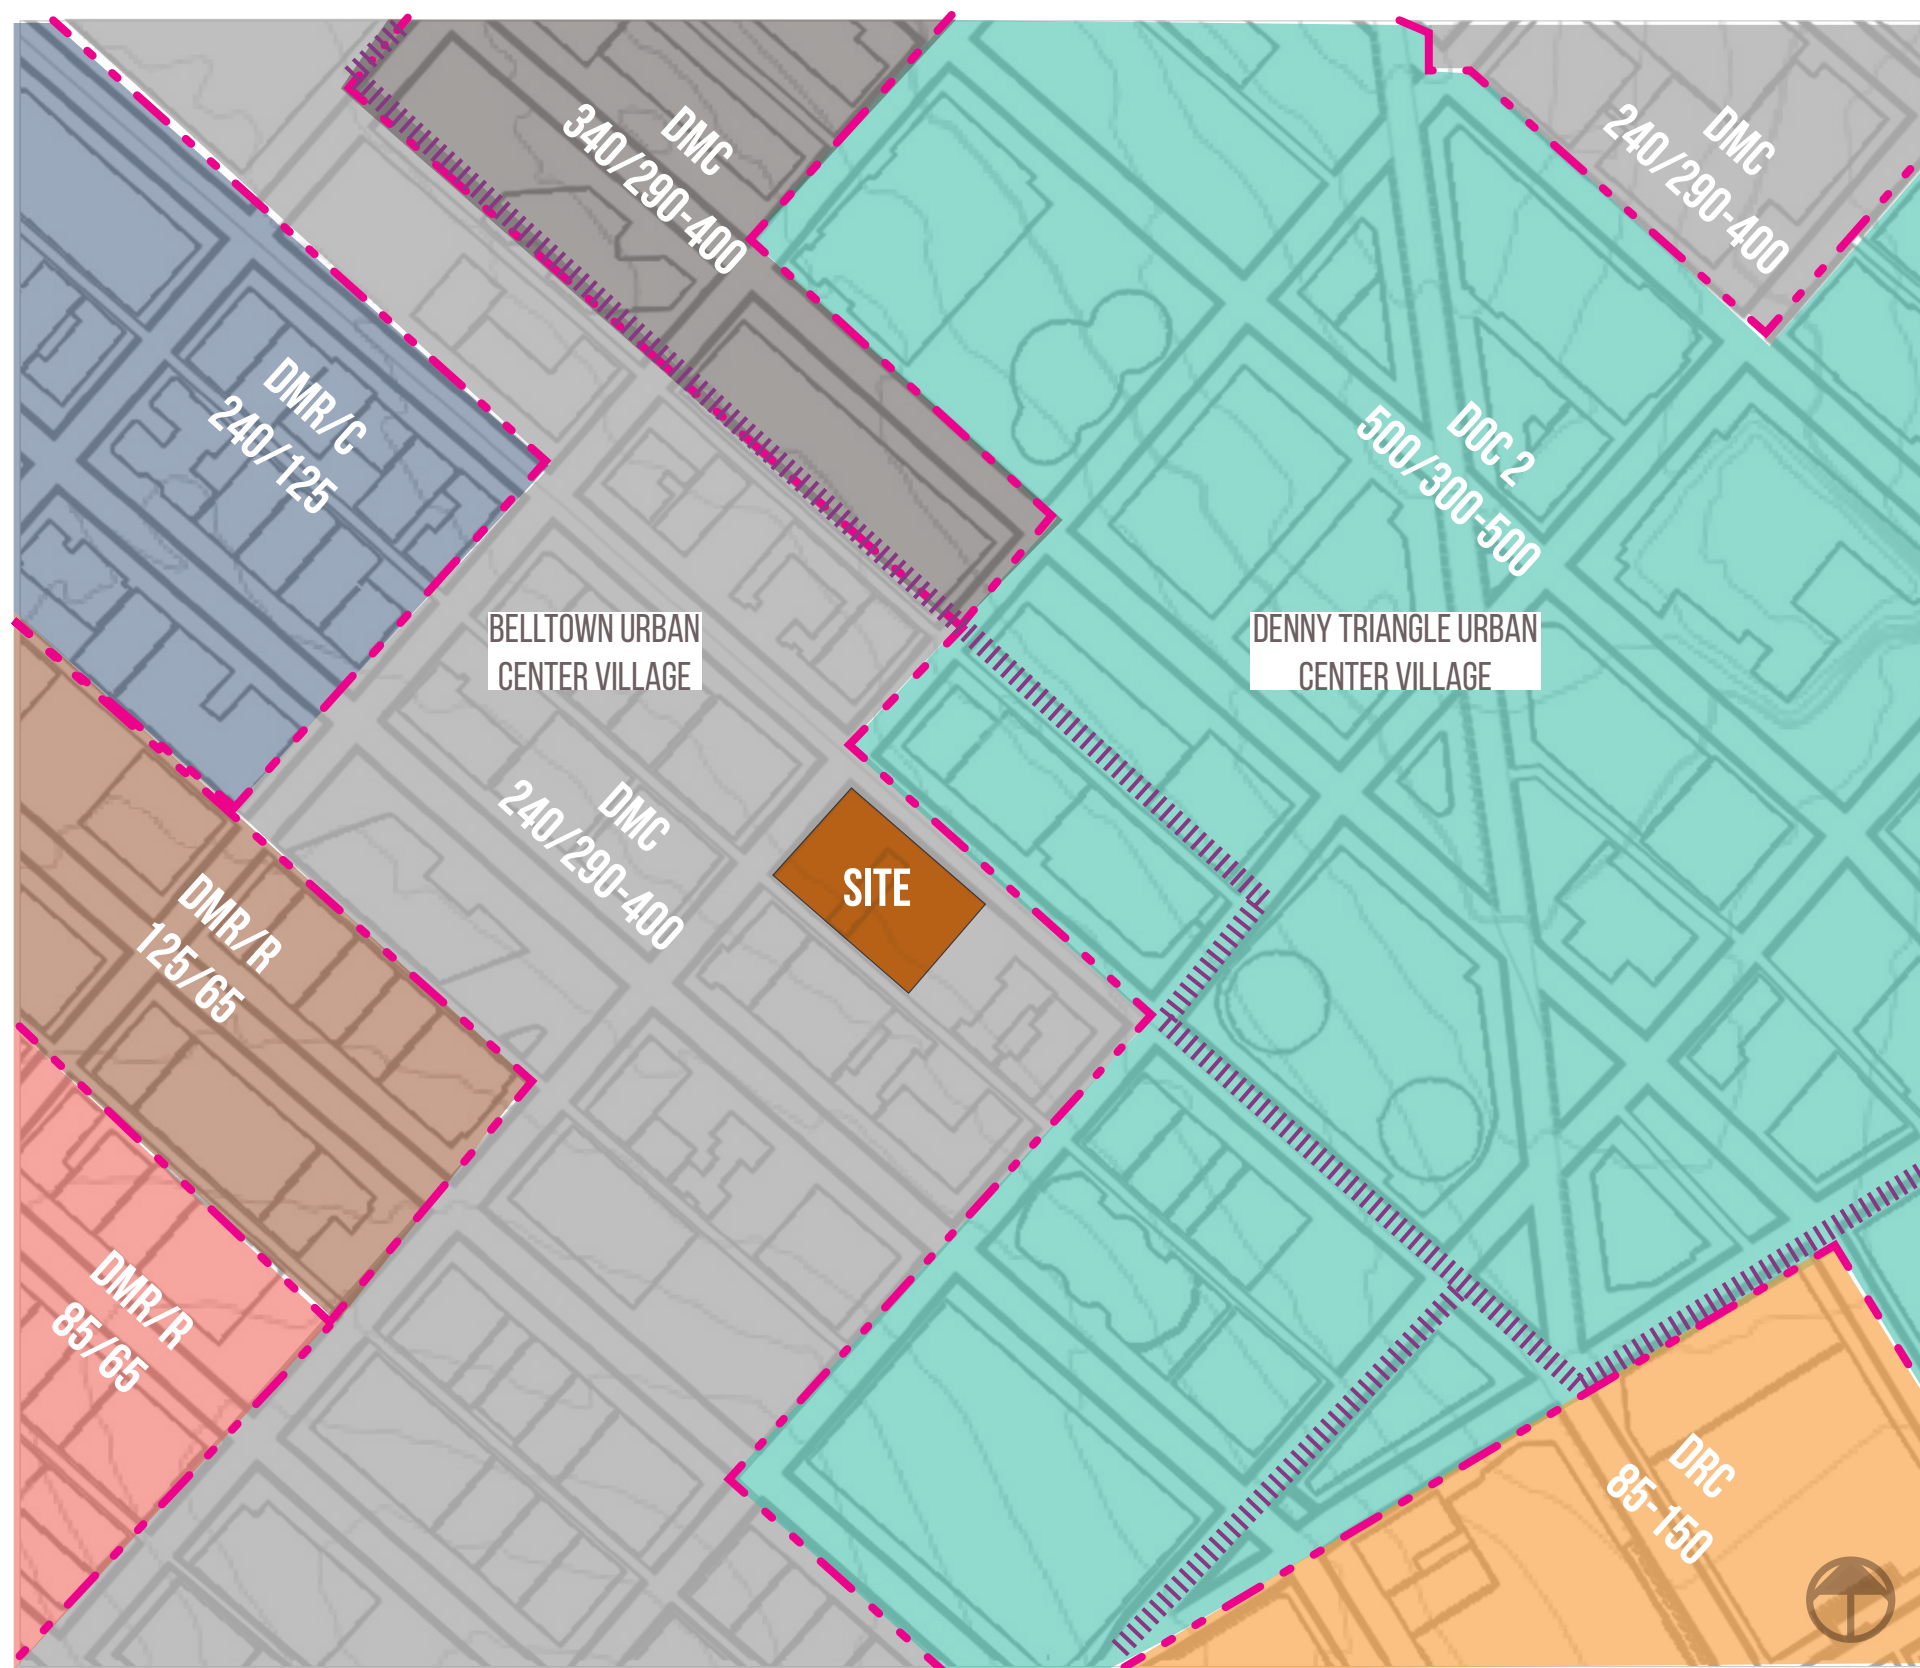 DMC
340/290-400
DMC
240/290-400
DMR/C
240/125
DOC 2
500/300-500
BELLTOWN URBAN
CENTER VILLAGE
DENNY TRIANGLE URBAN
CENTER VILLAGE
DMC
240/290-400
SITE
DMR/R
125/65
DMR/R
85/65
DRC
85-150